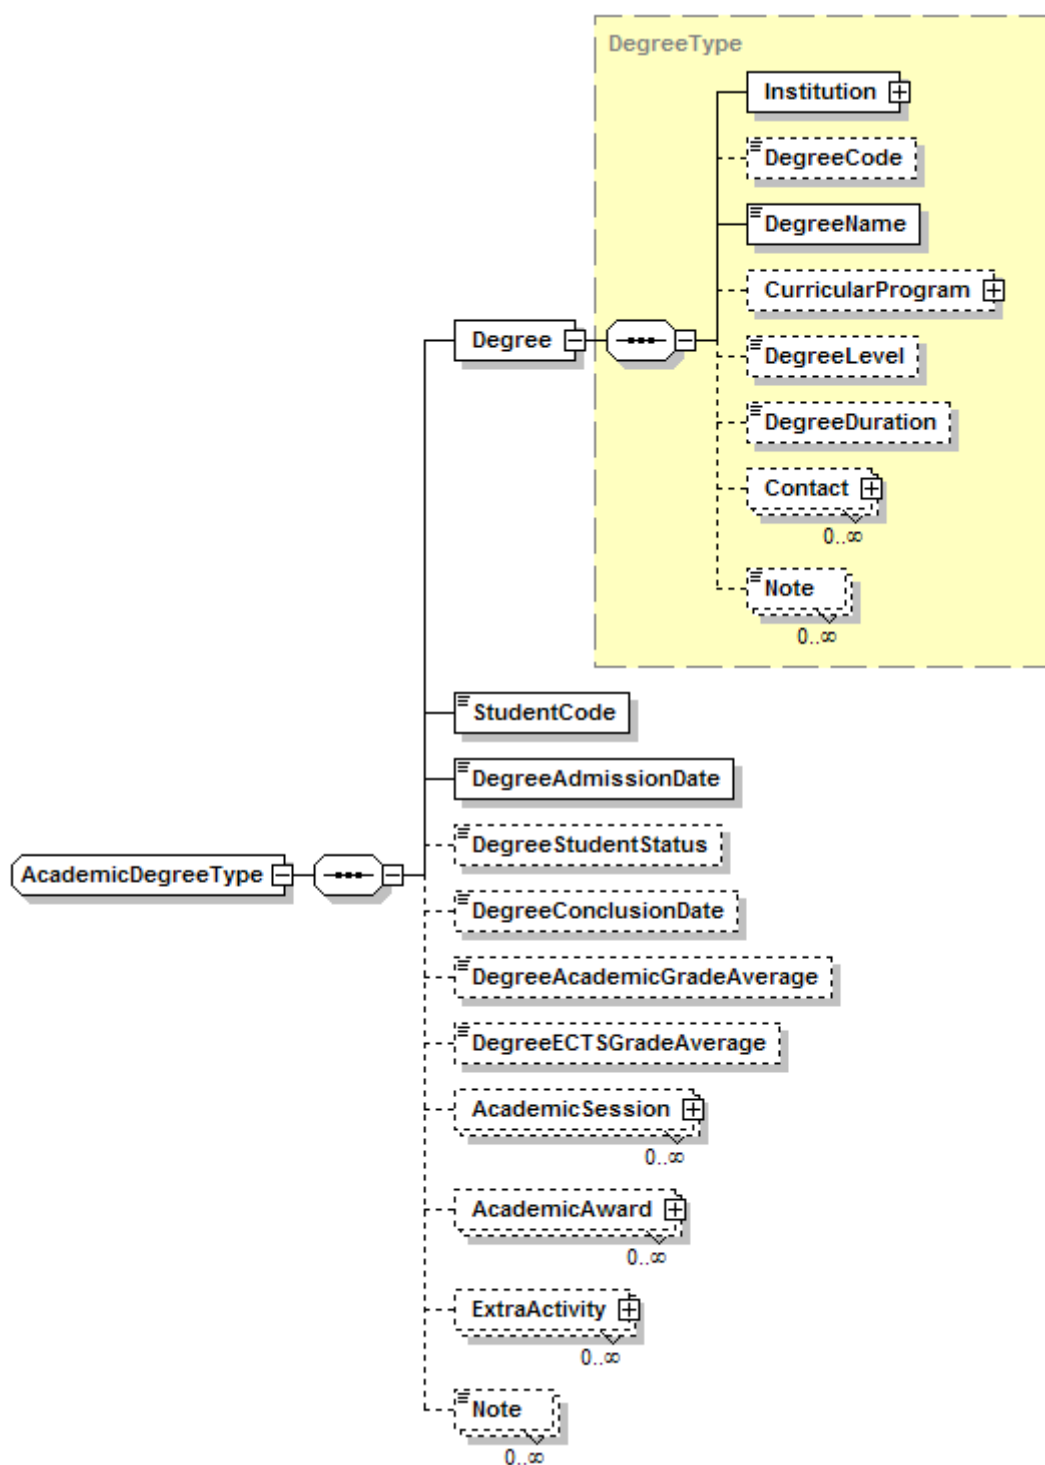 DegreeType
Institution
DegreeCode
DegreeName
CurricularProgram
Degree
DegreeLevel
DegreeDuration
Contact
0..∞
Note
0..∞
StudentCode
DegreeAdmissionDate
DegreeStudentStatus
AcademicDegreeType
DegreeConclusionDate
DegreeAcademicGradeAverage
DegreeECTSGradeAverage
AcademicSession
0..∞
AcademicAward
0..∞
ExtraActivity
0..∞
Note
0..∞